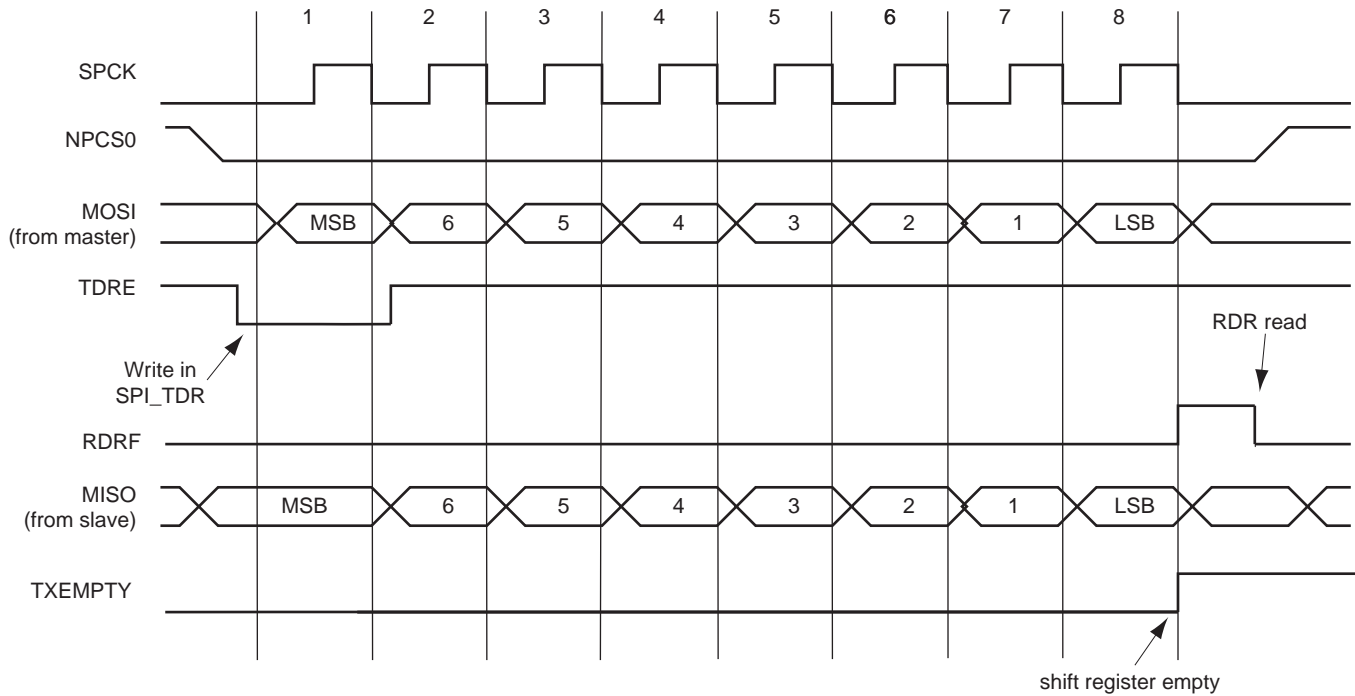 1 2 3 4 5 6 7 8
SPCK
NPCS0
MOSI
(from master)
MSB 6 5 4 3 2 1 LSB
TDRE
RDR read
Write in
SPI_TDR
RDRF
MISO
(from slave)
MSB 6 5 4 3 2 1 LSB
TXEMPTY
shift register empty